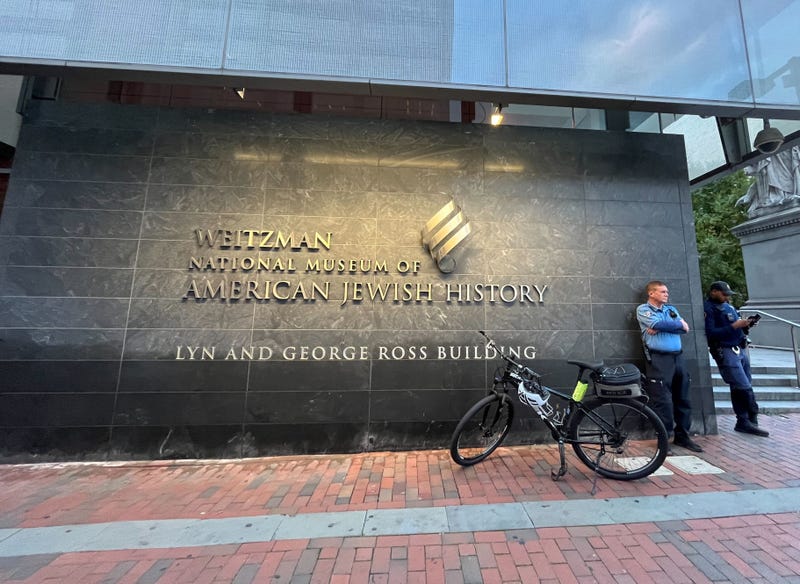 WEITZMAN
NATIONAL MUSEUM OF
AMERICAN JEWISH HISTORY
LYN AND GEORGE ROSS BUILDING